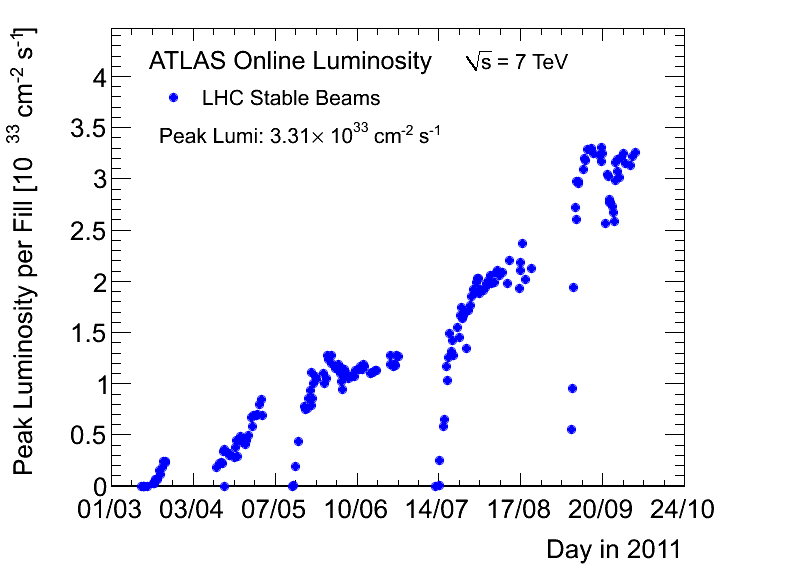 ATLAS Online Luminosity √s = 7 TeV
LHC Stable Beams
Peak Lumi: 3.31× 10³³ cm⁻² s⁻¹
Peak Luminosity per Fill [10³³ cm⁻² s⁻¹]
4
3.5
3
2.5
2
1.5
1
0.5
0
01/03 03/04 07/05 10/06 14/07 17/08 20/09 24/10
Day in 2011